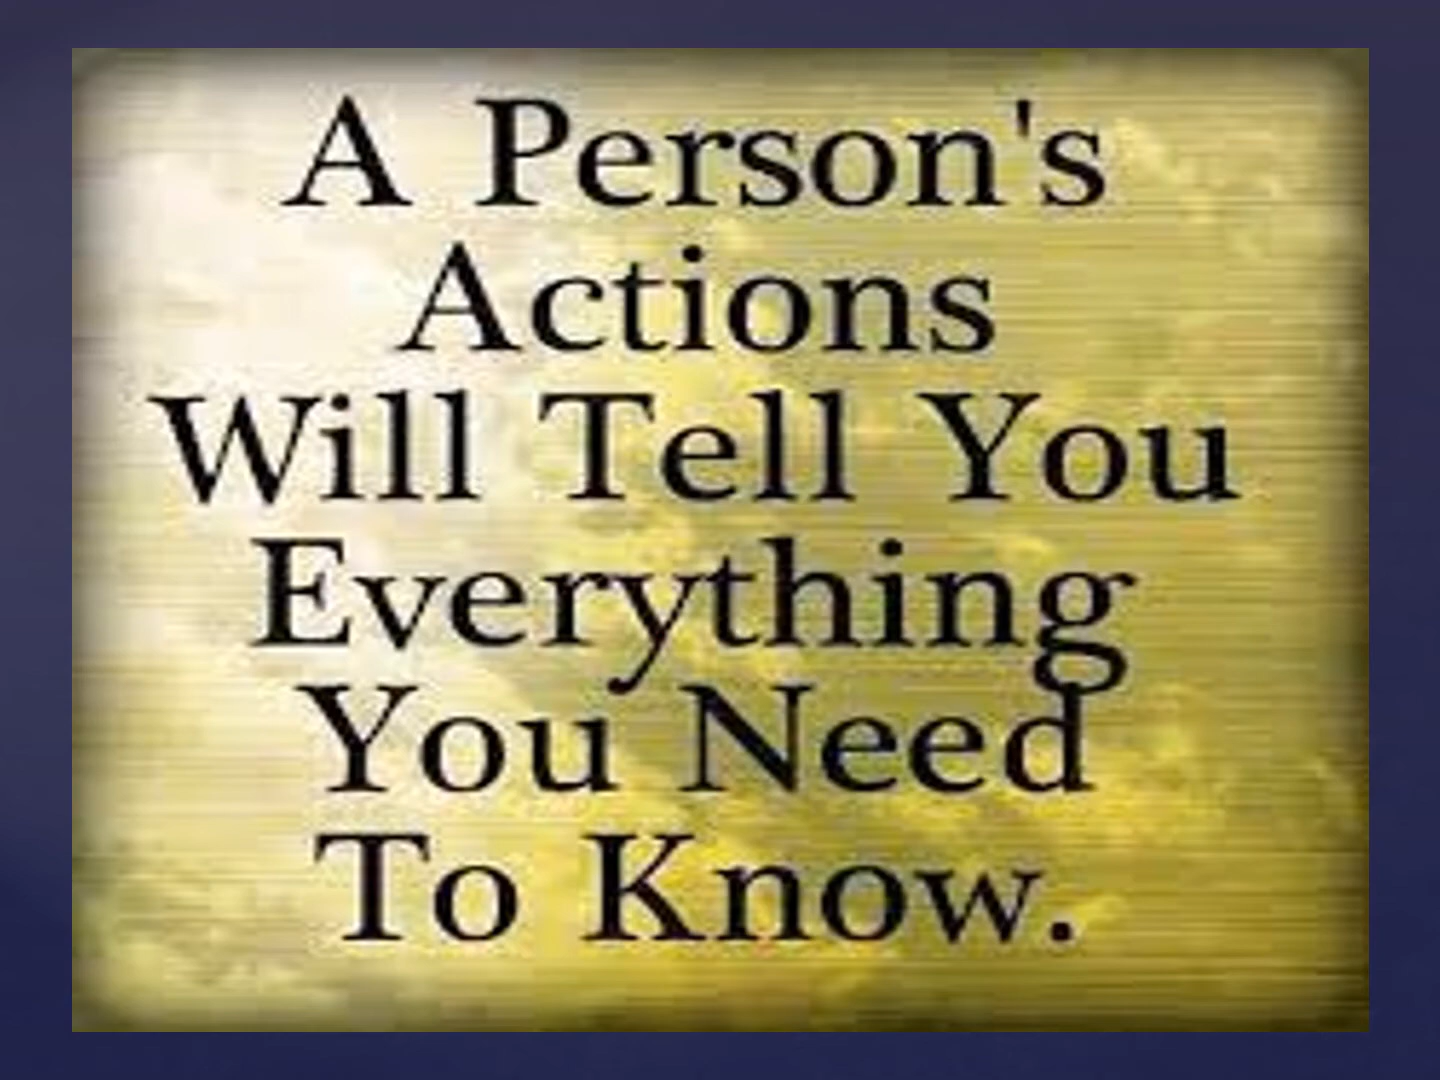 A Person's
Actions
Will Tell You
Everything
You Need
To Know.